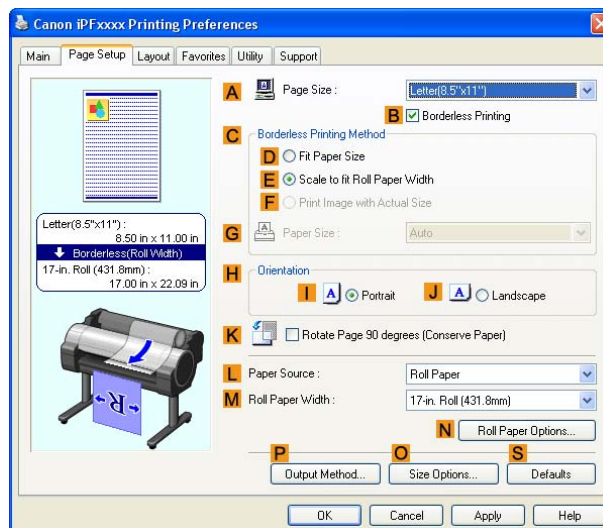 Canon iPFxxxx Printing Preferences
Main Page Setup Layout Favorites Utility Support
A Page Size : Letter(8.5"x11")
B Borderless Printing
C Borderless Printing Method
D Fit Paper Size
E Scale to fit Roll Paper Width
F Print Image with Actual Size
G Paper Size : Auto
Letter(8.5"x11") :
8.50 in x 11.00 in
Borderless(Roll Width)
17-in. Roll (431.8mm) :
17.00 in x 22.09 in
R
H Orientation
I A Portrait J A Landscape
K Rotate Page 90 degrees (Conserve Paper)
L Paper Source : Roll Paper
M Roll Paper Width : 17-in. Roll (431.8mm)
N Roll Paper Options...
P O S
Output Method... Size Options... Defaults
OK Cancel Apply Help